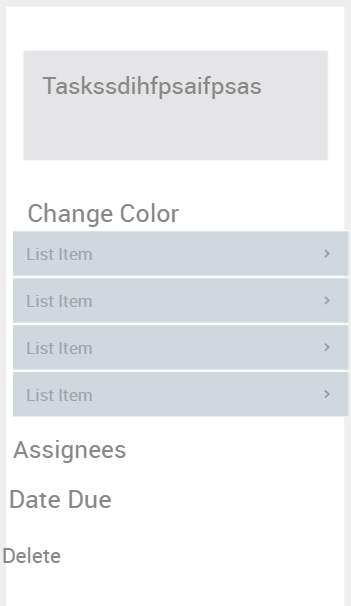 Taskssdihfpsaifpsas
Change Color
List Item
List Item
List Item
List Item
Assignees
Date Due
Delete